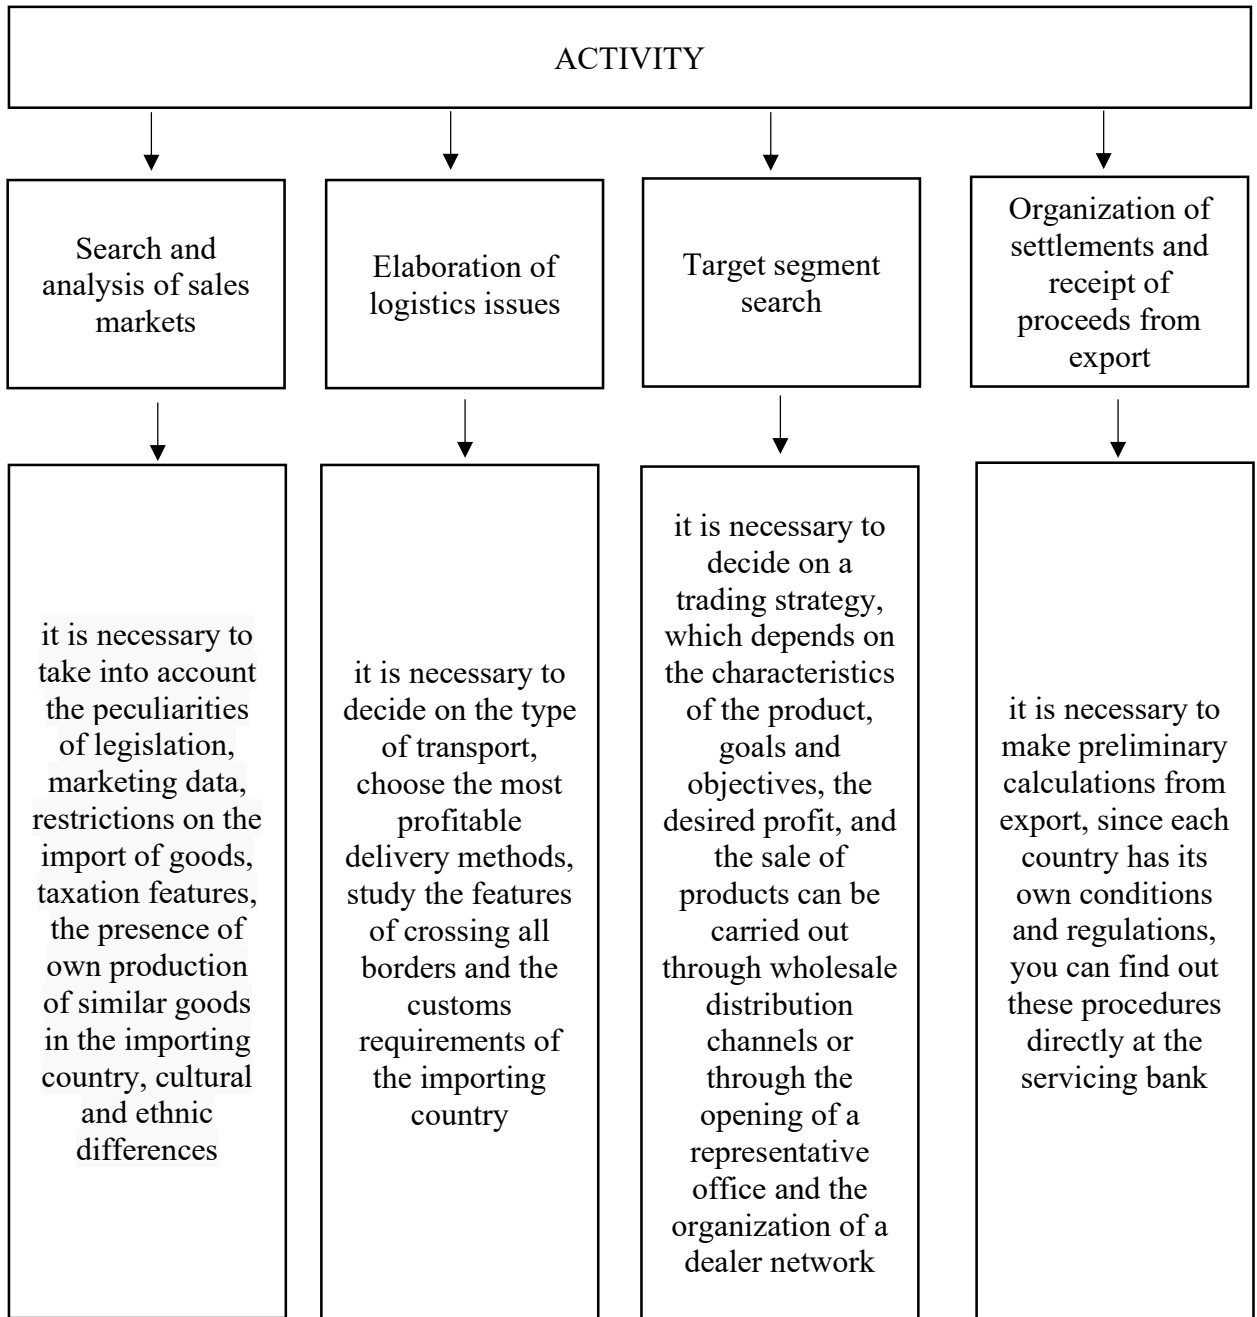 ACTIVITY
Search and
analysis of sales
markets
Elaboration of
logistics issues
Target segment
search
Organization of
settlements and
receipt of
proceeds from
export
it is necessary to
take into account
the peculiarities
of legislation,
marketing data,
restrictions on the
import of goods,
taxation features,
the presence of
own production
of similar goods
in the importing
country, cultural
and ethnic
differences
it is necessary to
decide on the type
of transport,
choose the most
profitable
delivery methods,
study the features
of crossing all
borders and the
customs
requirements of
the importing
country
it is necessary to
decide on a
trading strategy,
which depends on
the characteristics
of the product,
goals and
objectives, the
desired profit, and
the sale of
products can be
carried out
through wholesale
distribution
channels or
through the
opening of a
representative
office and the
organization of a
dealer network
it is necessary to
make preliminary
calculations from
export, since each
country has its
own conditions
and regulations,
you can find out
these procedures
directly at the
servicing bank